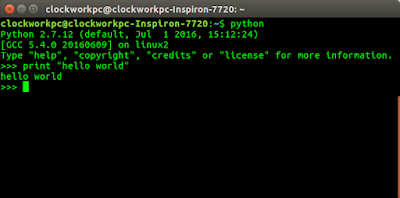 clockworkpc@clockworkpc-Inspiron-7720: ~
clockworkpc@clockworkpc-Inspiron-7720:~$ python
Python 2.7.12 (default, Jul  1 2016, 15:12:24)
[GCC 5.4.0 20160609] on linux2
Type "help", "copyright", "credits" or "license" for more information.
>>> print "hello world"
hello world
>>>